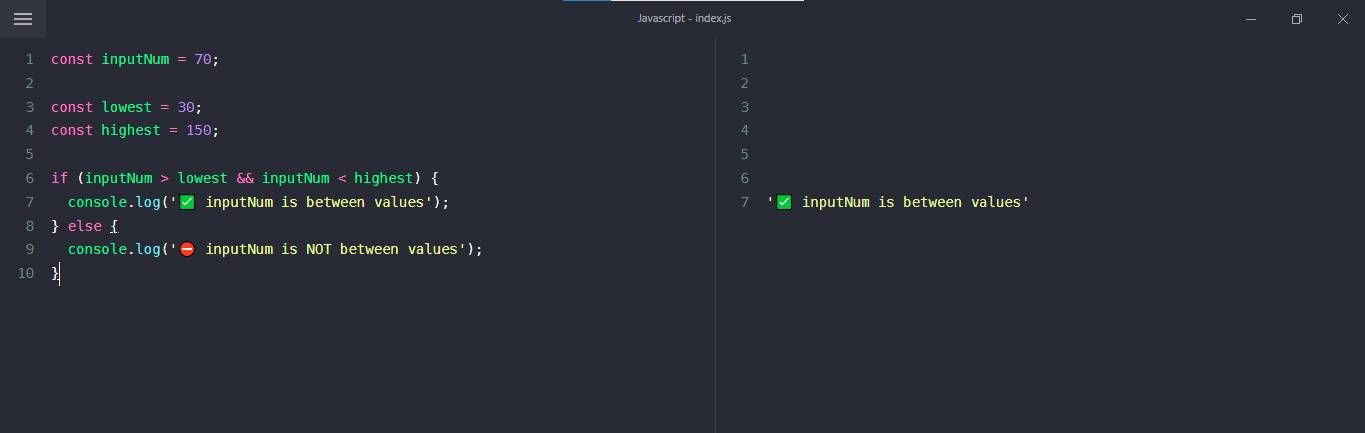 Javascript - index.js
1 const inputNum = 70;
2
3 const lowest = 30;
4 const highest = 150;
5
6 if (inputNum > lowest && inputNum < highest) {
7   console.log('✅ inputNum is between values');
8 } else {
9   console.log('⛔ inputNum is NOT between values');
10 }
1
2
3
4
5
6
7 '✅ inputNum is between values'